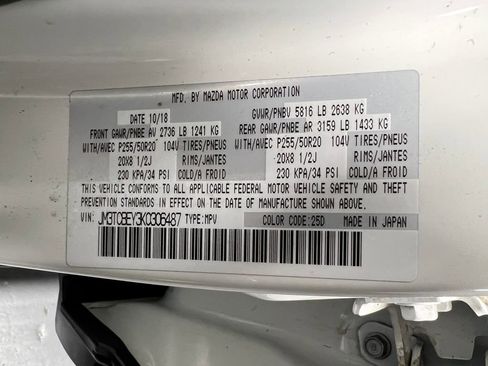 MFD. BY MAZDA MOTOR CORPORATION
DATE 10/18 GVWR/PNBV 5816 LB 2638 KG
FRONT GAWR/PNBE AV 2736 LB 1241 KG REAR GAWR/PNBE AR 3159 LB 1433 KG
WITH/AVEC P255/50R20 104V TIRES/PNEUS WITH/AVEC P255/50R20 104V TIRES/PNEUS
20X8 1/2J RIMS/JANTES 20X8 1/2J RIMS/JANTES
230 KPA/34 PSI COLD/A FROID 230 KPA/34 PSI COLD/A FROID
THIS VEHICLE CONFORMS TO ALL APPLICABLE FEDERAL MOTOR VEHICLE SAFETY AND THEFT
PREVENTION STANDARDS IN EFFECT ON THE DATE OF MANUFACTURE SHOWN ABOVE.
VIN: JM3TCBEY3K0306487 TYPE:MPV COLOR CODE:25D MADE IN JAPAN